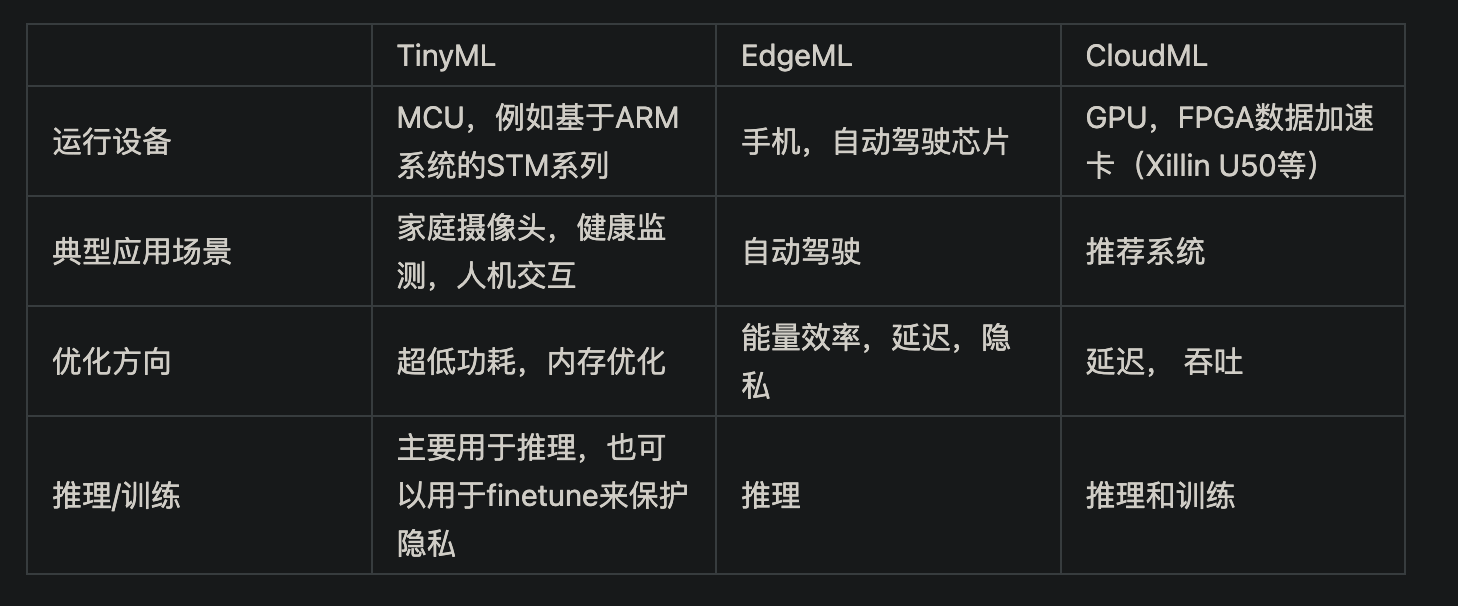 TinyML
EdgeML
CloudML
运行设备
MCU，例如基于ARM
系统的STM系列
手机，自动驾驶芯片
GPU，FPGA数据加速
卡（Xillin U50等）
典型应用场景
家庭摄像头，健康监
测，人机交互
自动驾驶
推荐系统
优化方向
超低功耗，内存优化
能量效率，延迟，隐
私
延迟， 吞吐
推理/训练
主要用于推理，也可
以用于finetune来保护
隐私
推理
推理和训练